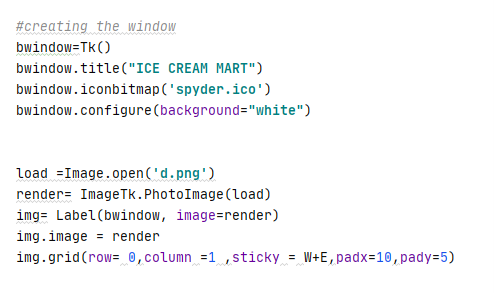 #creating the window
bwindow=Tk()
bwindow.title("ICE CREAM MART")
bwindow.iconbitmap('spyder.ico')
bwindow.configure(background="white")
load =Image.open('d.png')
render= ImageTk.PhotoImage(load)
img= Label(bwindow, image=render)
img.image = render
img.grid(row= 0,column =1 ,sticky = W+E,padx=10,pady=5)